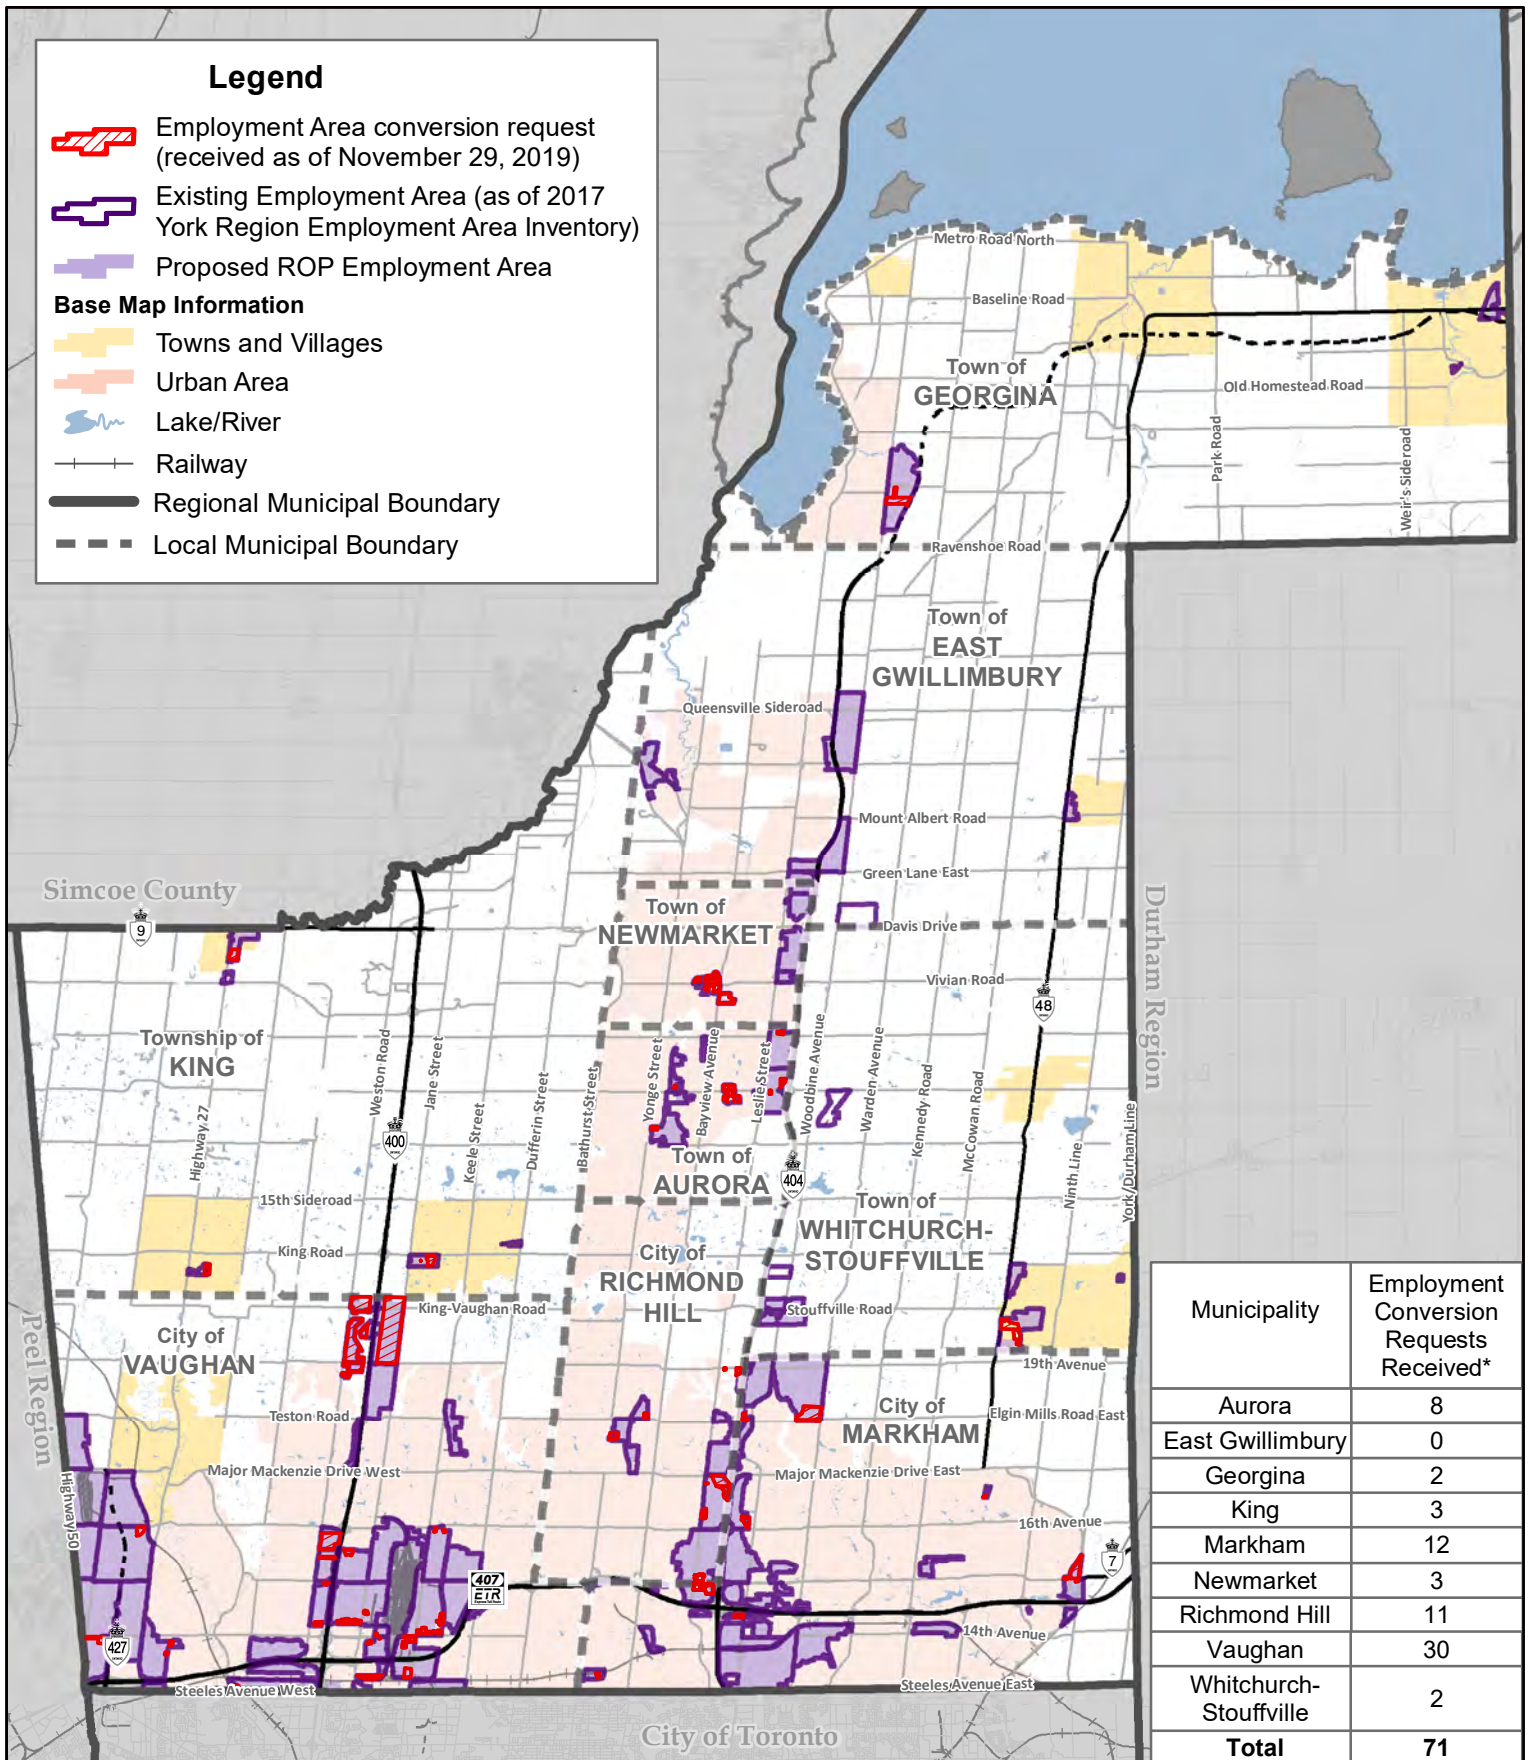 Legend
Employment Area conversion request
(received as of November 29, 2019)
Existing Employment Area (as of 2017
York Region Employment Area Inventory)
Proposed ROP Employment Area
Base Map Information
Towns and Villages
Urban Area
Lake/River
Railway
Regional Municipal Boundary
Local Municipal Boundary
Metro Road North
Baseline Road
Town of
GEORGINA
Old Homestead Road
Park Road
Weir's Sideroad
Ravenshoe Road
Town of
EAST
GWILLIMBURY
Queensville Sideroad
Mount Albert Road
Green Lane East
Simcoe County
9
Town of
NEWMARKET
Davis Drive
Vivian Road
48
Durham Region
Township of
KING
Weston Road
Jane Street
Highway 27
400
Keele Street
Dufferin Street
Bathurst Street
Yonge Street
Bayview Avenue
Leslie Street
Woodbine Avenue
Warden Avenue
Kennedy Road
McCowan Road
Ninth Line
York/Durham Line
Town of
AURORA
404
15th Sideroad
King Road
Town of
WHITCHURCH-
STOUFFVILLE
City of
RICHMOND
HILL
King-Vaughan Road
Stouffville Road
Peel Region
City of
VAUGHAN
19th Avenue
Teston Road
City of
MARKHAM
Elgin Mills Road East
Major Mackenzie Drive West
Major Mackenzie Drive East
Highway 50
16th Avenue
7
407
ETR
427
14th Avenue
Steeles Avenue West
Steeles Avenue East
City of Toronto
Municipality
Employment
Conversion
Requests
Received*
Aurora 8
East Gwillimbury 0
Georgina 2
King 3
Markham 12
Newmarket 3
Richmond Hill 11
Vaughan 30
Whitchurch-
Stouffville 2
Total 71